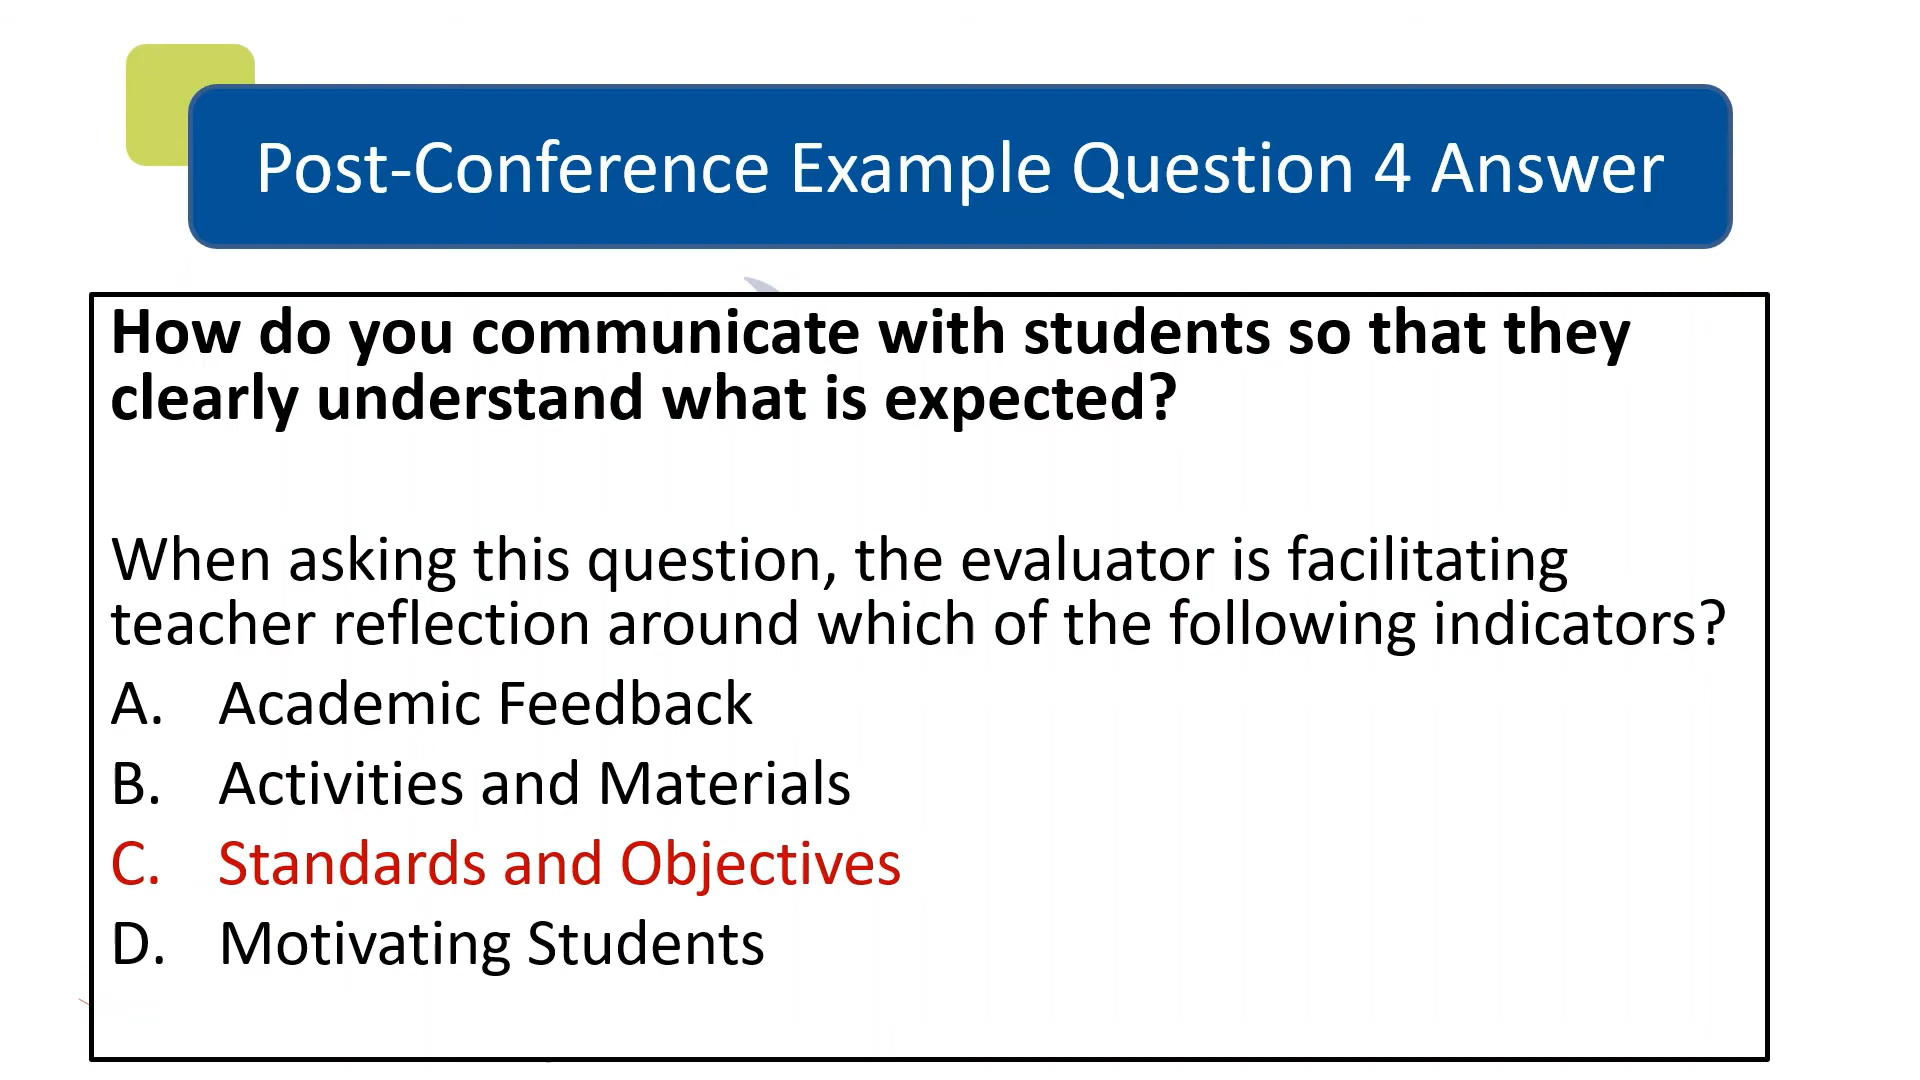 Post-Conference Example Question 4 Answer
How do you communicate with students so that they
clearly understand what is expected?
When asking this question, the evaluator is facilitating
teacher reflection around which of the following indicators?
A. Academic Feedback
B. Activities and Materials
C. Standards and Objectives
D. Motivating Students